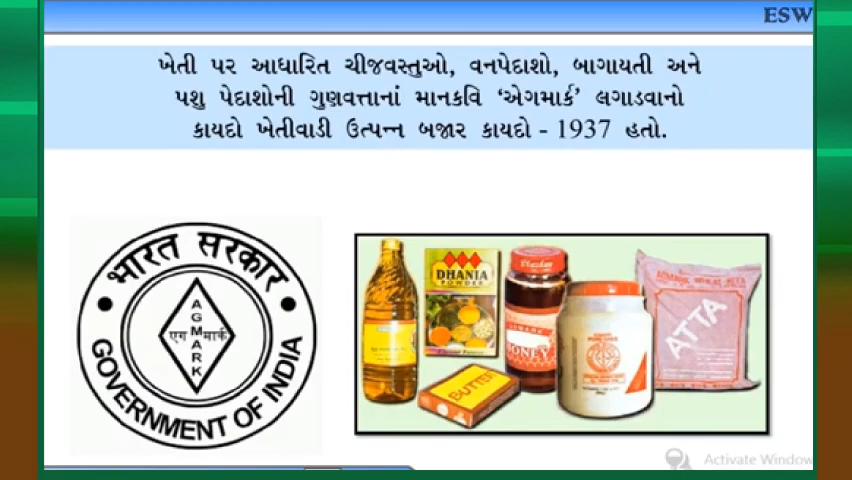 ESW
ખેતી પર આધારિત ચીજવસ્તુઓ, વનપેદાશો, બાગાયતી અને
પશુ પેદાશોની ગુણવત્તાનાં માનકવિ ‘એગમાર્ક’ લગાડવાનો
કાયદો ખેતીવાડી ઉત્પન્ન બજાર કાયદો - 1937 હતો.
भारत सरकार
AGMARK
एग मार्क
GOVERNMENT OF INDIA
DHANIA
POWDER
BUTTER
HONEY
ATTA
Activate Window